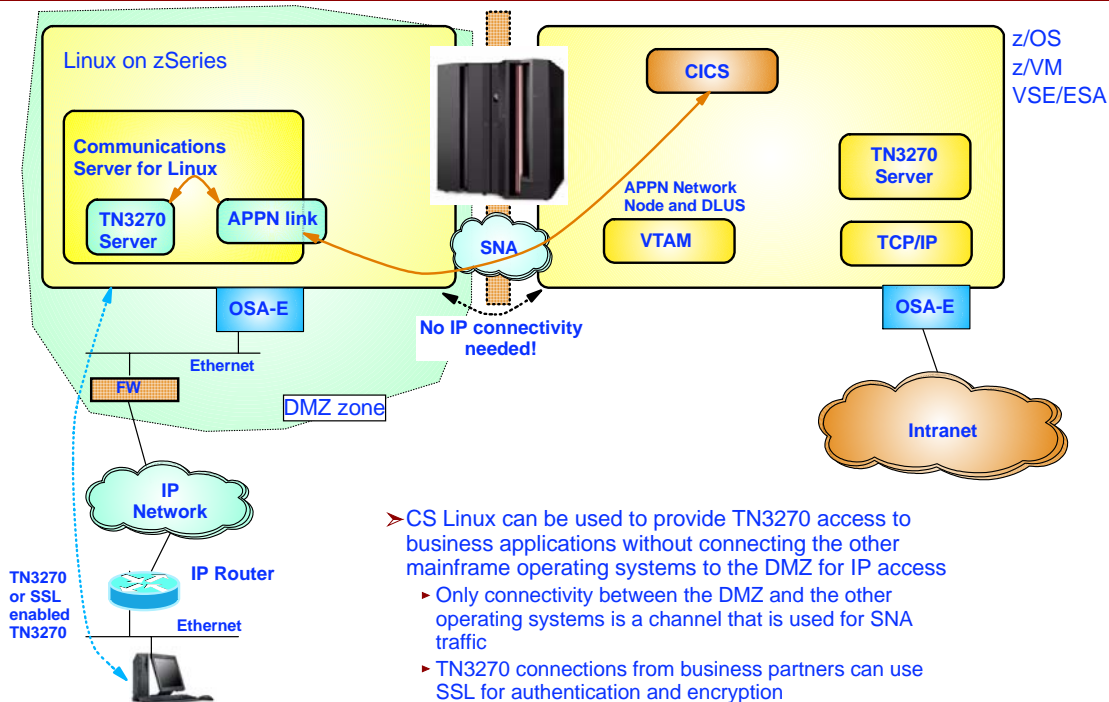 Linux on zSeries
Communications
Server for Linux
TN3270
Server
APPN link
OSA-E
Ethernet
FW
DMZ zone
IP
Network
IP Router
TN3270
or SSL
enabled
TN3270
Ethernet
SNA
No IP connectivity
needed!
z/OS
z/VM
VSE/ESA
CICS
TN3270
Server
APPN Network
Node and DLUS
VTAM
TCP/IP
OSA-E
Intranet
➤CS Linux can be used to provide TN3270 access to
business applications without connecting the other
mainframe operating systems to the DMZ for IP access
► Only connectivity between the DMZ and the other
operating systems is a channel that is used for SNA
traffic
► TN3270 connections from business partners can use
SSL for authentication and encryption